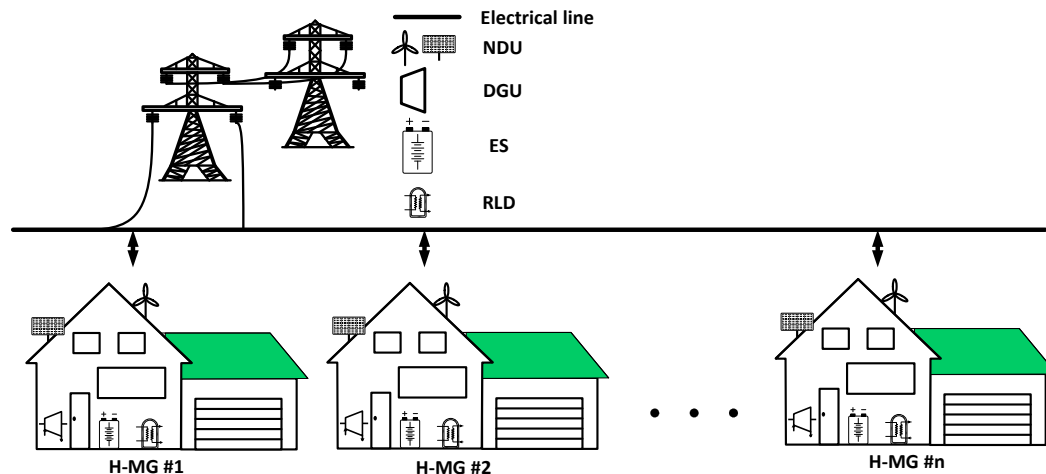 Electrical line
NDU
DGU
+ −
ES
RLD
+ − + − + −
H-MG #1 H-MG #2 H-MG #n